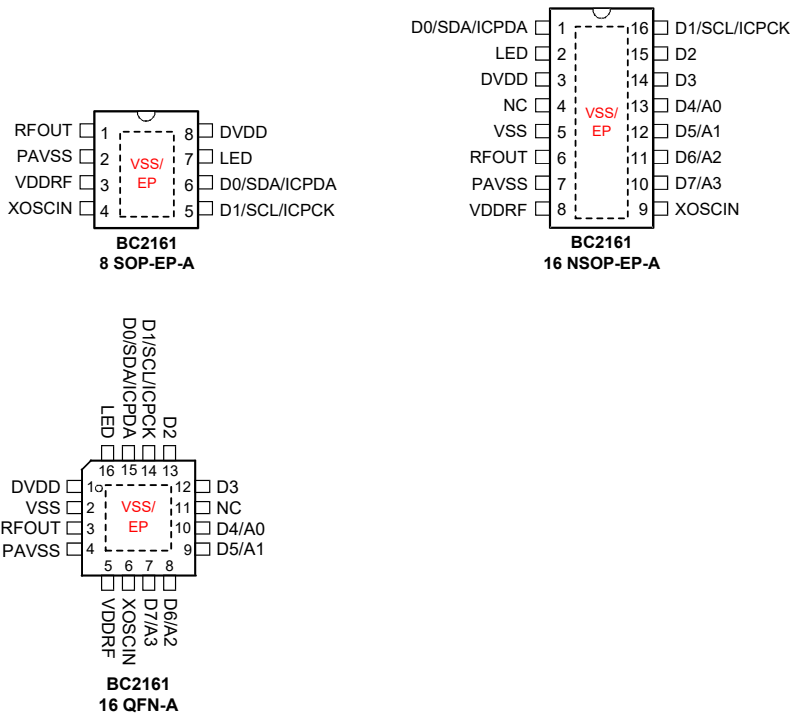 RFOUT 1 8 DVDD
PAVSS 2 7 LED
VDDRF 3 6 D0/SDA/ICPDA
XOSCIN 4 5 D1/SCL/ICPCK
VSS/
EP
BC2161
8 SOP-EP-A
D0/SDA/ICPDA 1 16 D1/SCL/ICPCK
LED 2 15 D2
DVDD 3 14 D3
NC 4 13 D4/A0
VSS 5 12 D5/A1
RFOUT 6 11 D6/A2
PAVSS 7 10 D7/A3
VDDRF 8 9 XOSCIN
VSS/
EP
BC2161
16 NSOP-EP-A
LED
D0/SDA/ICPDA
D1/SCL/ICPCK
D2
16 15 14 13
DVDD 1 12 D3
VSS 2 11 NC
RFOUT 3 10 D4/A0
PAVSS 4 9 D5/A1
VSS/
EP
5 6 7 8
VDDRF
XOSCIN
D7/A3
D6/A2
BC2161
16 QFN-A